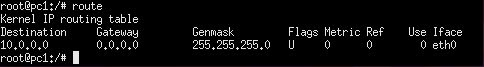 root@pc1:/# route
Kernel IP routing table
Destination Gateway Genmask Flags Metric Ref Use Iface
10.0.0.0 0.0.0.0 255.255.255.0 U 0 0 0 eth0
root@pc1:/#